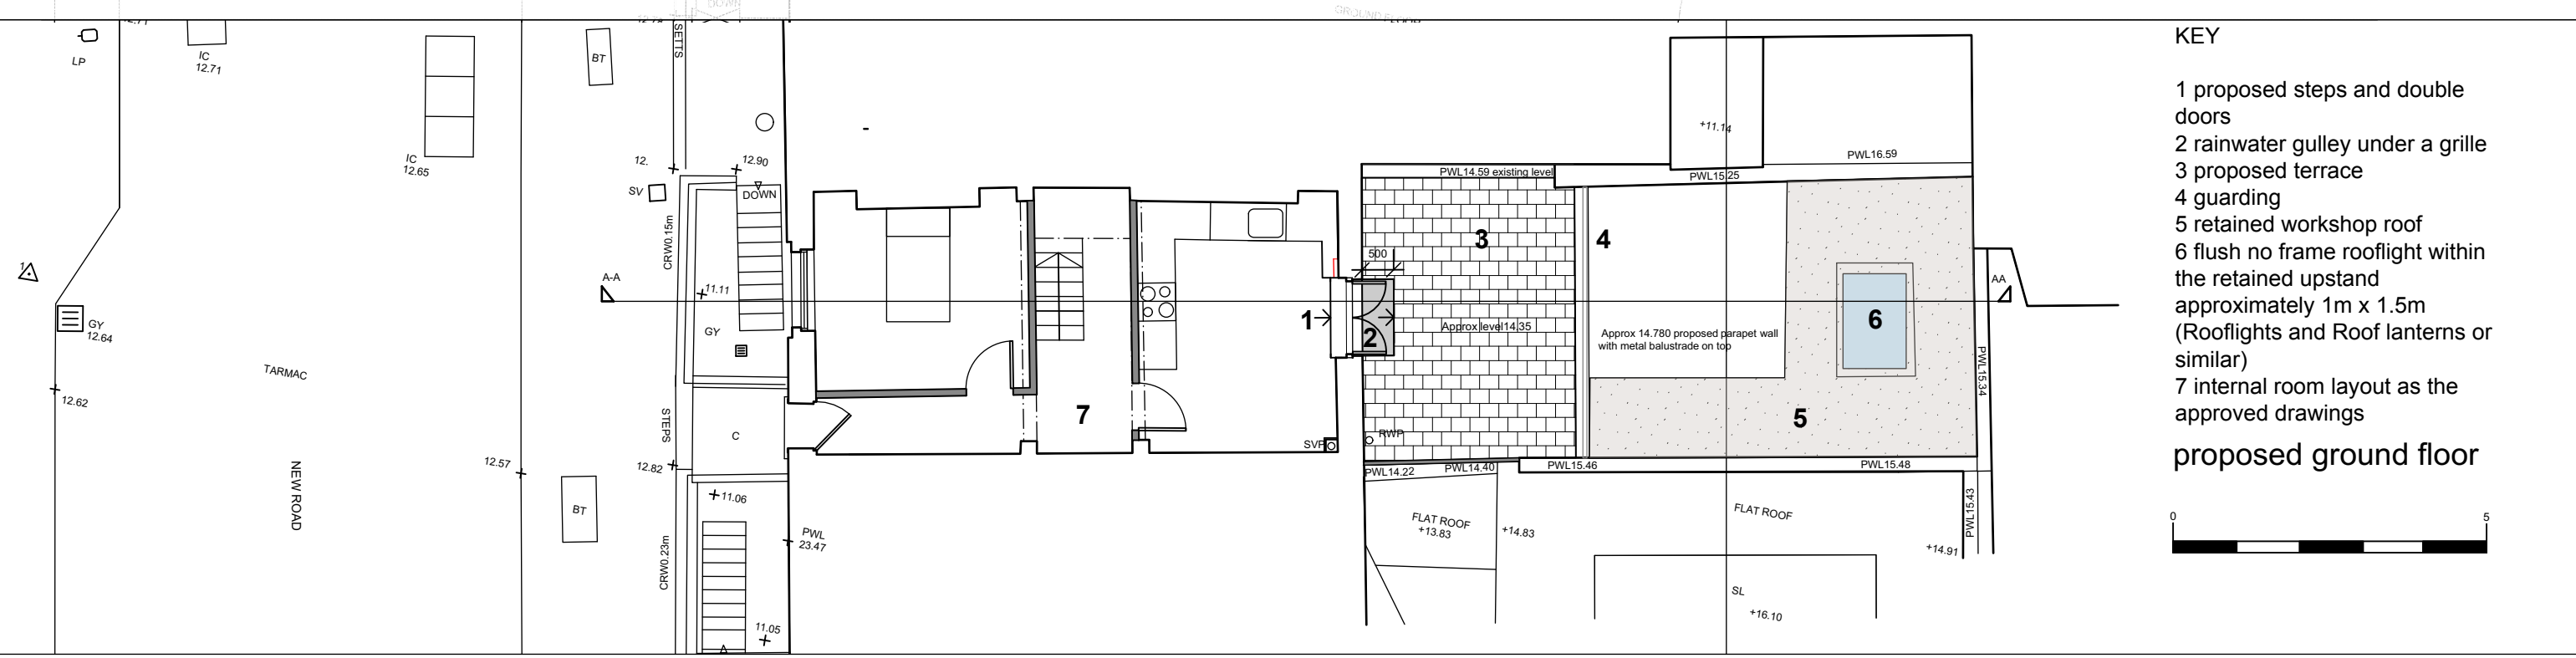 KEY
1 proposed steps and double
doors
2 rainwater gulley under a grille
3 proposed terrace
4 guarding
5 retained workshop roof
6 flush no frame rooflight within
the retained upstand
approximately 1m x 1.5m
(Rooflights and Roof lanterns or
similar)
7 internal room layout as the
approved drawings
proposed ground floor
0 5
LP
IC
12.71
IC
12.65
BT
SETTS
12.
12.90
SV
DOWN
CRW0.15m
A-A
11.11
GY
GY
12.64
12.62
TARMAC
NEW ROAD
12.57
BT
STEPS
C
12.82
11.06
CRW0.23m
PWL
23.47
11.05
7
1
2
SVP
RWP
500
3
4
5
6
Approx level14.35
Approx 14.780 proposed parapet wall
with metal balustrade on top
PWL14.59 existing level
PWL15.25
PWL16.59
+11.14
AA
PWL15.34
PWL14.22
PWL14.40
PWL15.46
PWL15.48
PWL15.43
FLAT ROOF
+13.83
+14.83
FLAT ROOF
+14.91
SL
+16.10